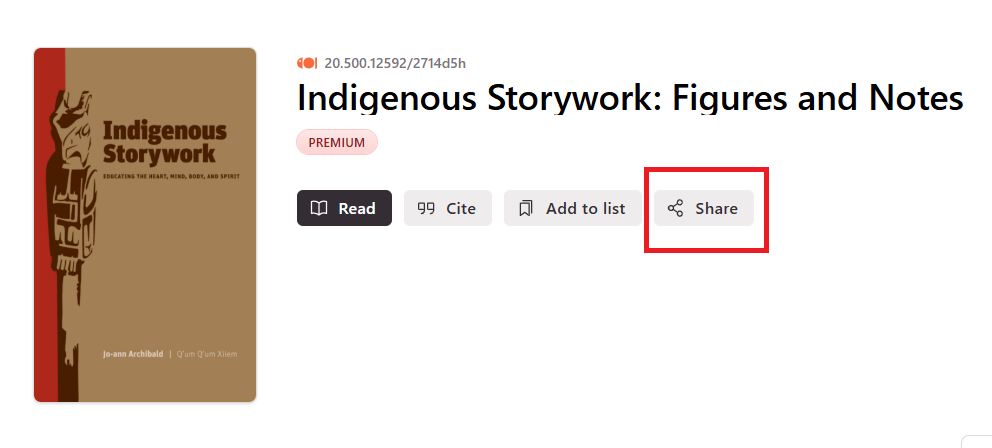 20.500.12592/2714d5h
Indigenous Storywork: Figures and Notes
PREMIUM
Read
Cite
Add to list
Share
Indigenous
Storywork
EDUCATING THE HEART, MIND, BODY, AND SPIRIT
Jo-ann Archibald | Q'um Q'um Xiiem